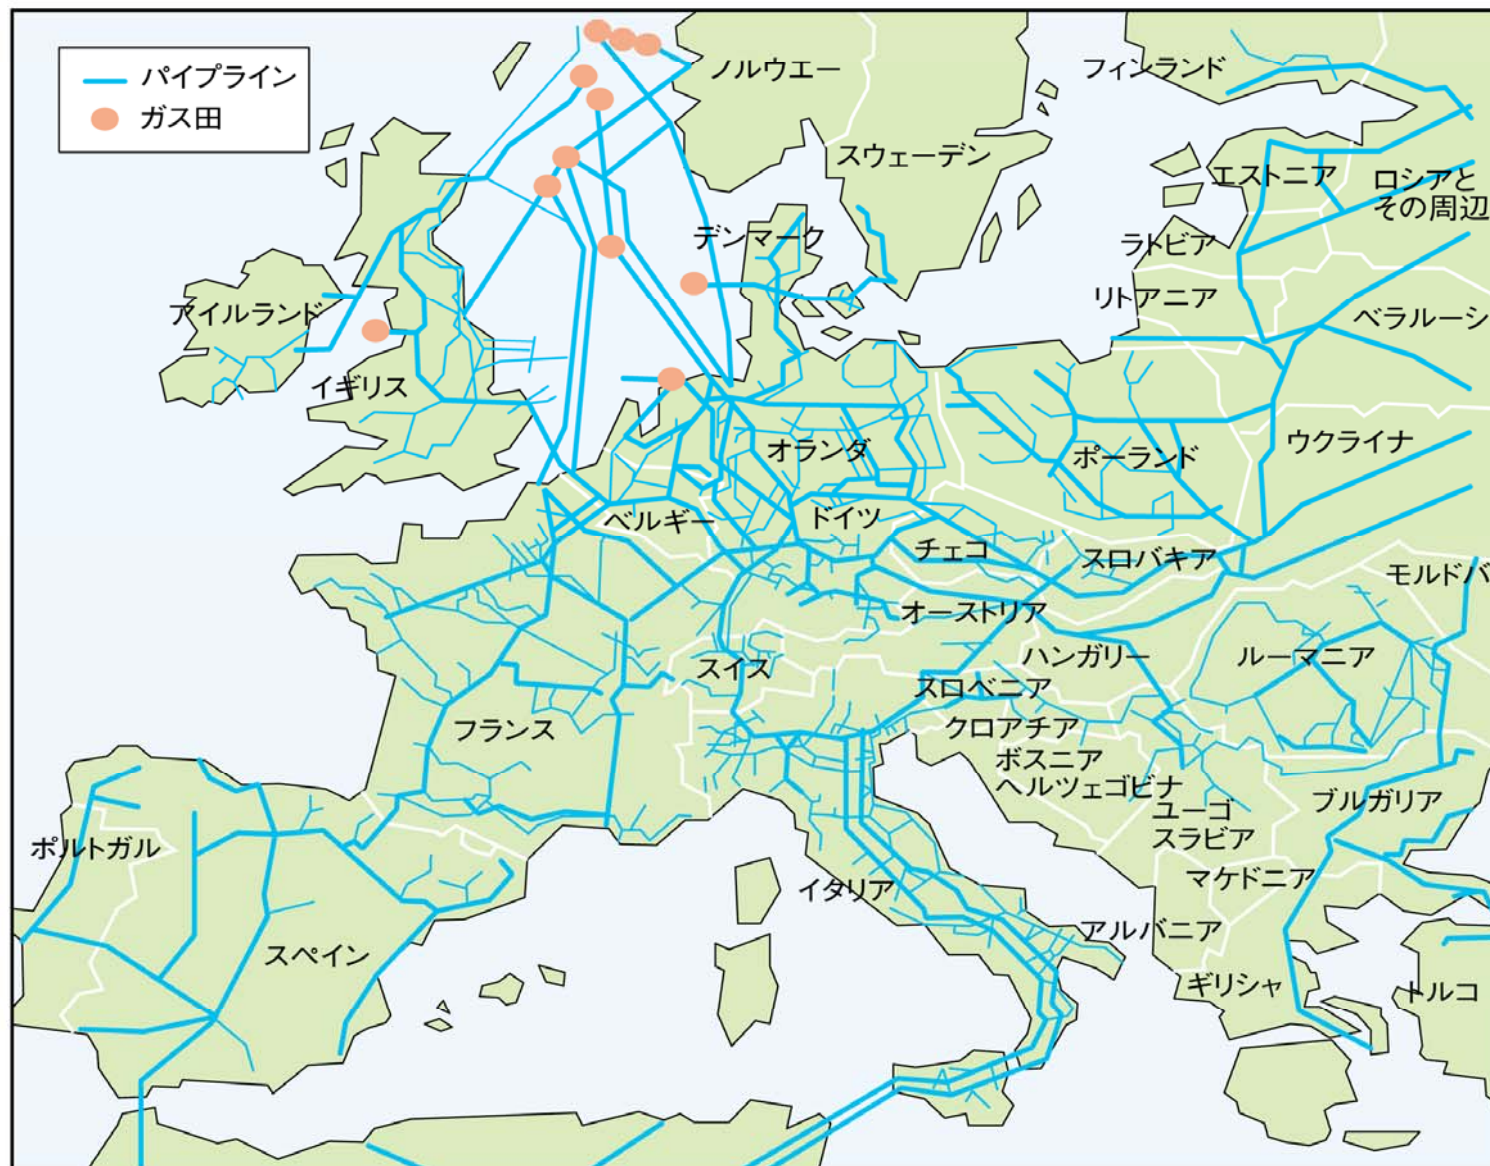 パイプライン
ガス田
ノルウエー
フィンランド
スウェーデン
エストニア
ロシアと
その周辺
デンマーク
ラトビア
リトアニア
ベラルーシ
アイルランド
イギリス
オランダ
ポーランド
ウクライナ
ベルギー
ドイツ
チェコ
スロバキア
モルドバ
オーストリア
スイス
ハンガリー
ルーマニア
スロベニア
フランス
クロアチア
ボスニア
ヘルツェゴビナ
ユーゴ
スラビア
ブルガリア
ポルトガル
イタリア
マケドニア
スペイン
アルバニア
ギリシャ
トルコ